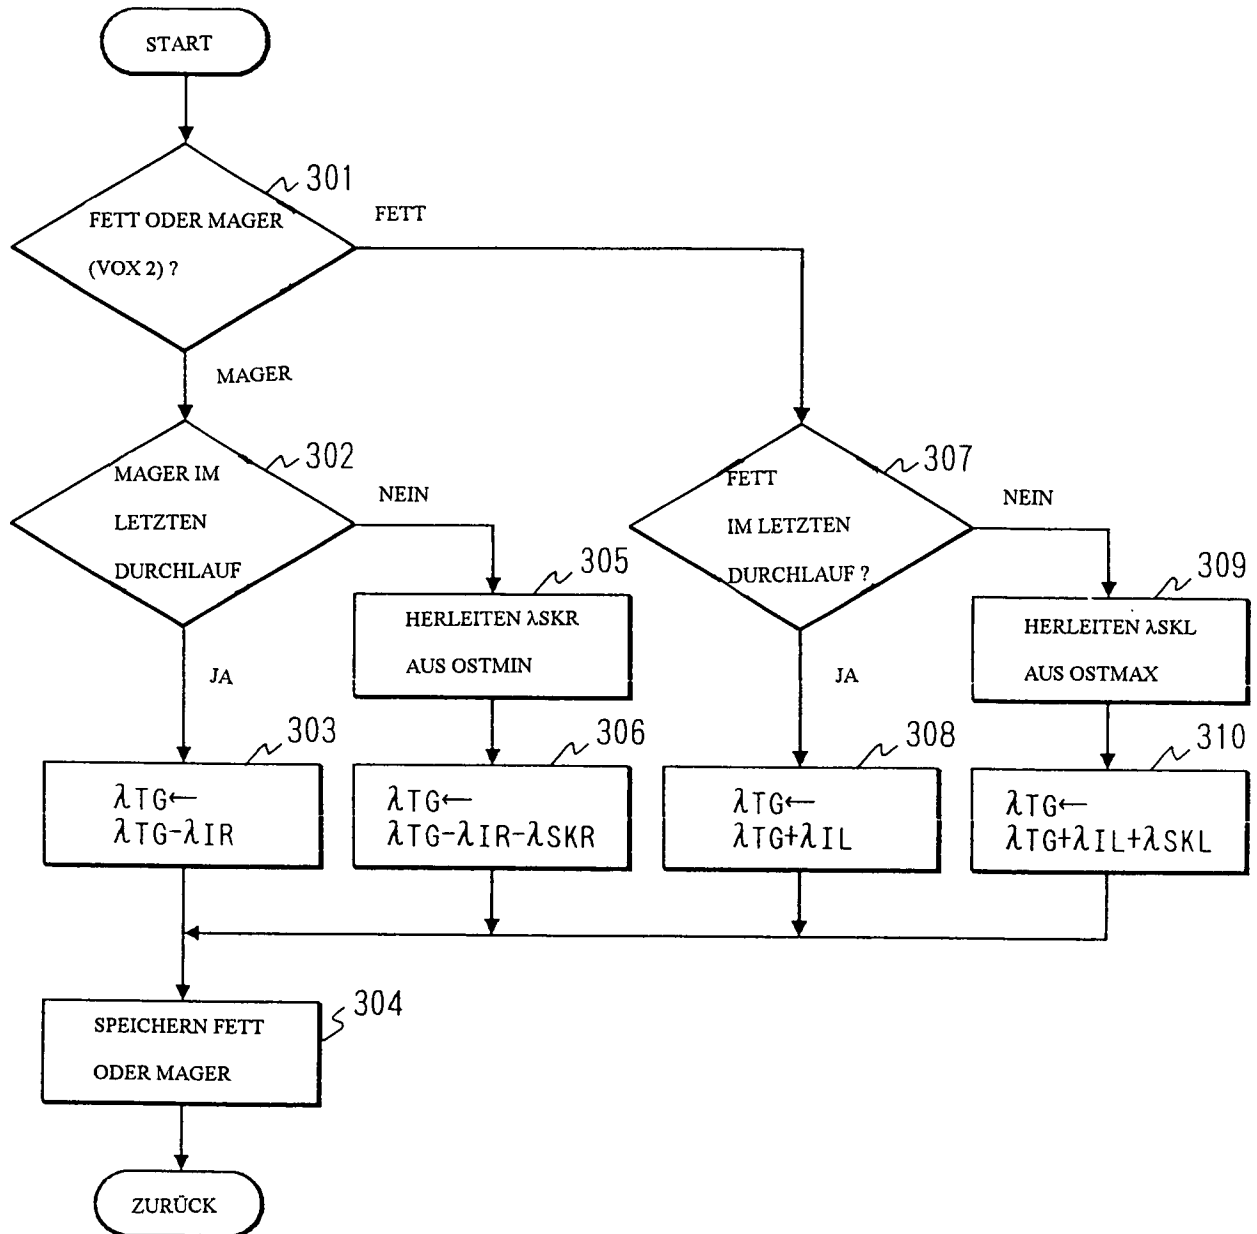 START
301
FETT ODER MAGER
(VOX 2) ?
FETT
MAGER
302
MAGER IM
LETZTEN
DURCHLAUF
NEIN
307
FETT
IM LETZTEN
DURCHLAUF ?
NEIN
305
HERLEITEN λSKR
AUS OSTMIN
309
HERLEITEN λSKL
AUS OSTMAX
JA
JA
303
λTG←
λTG-λIR
306
λTG←
λTG-λIR-λSKR
308
λTG←
λTG+λIL
310
λTG←
λTG+λIL+λSKL
304
SPEICHERN FETT
ODER MAGER
ZURÜCK